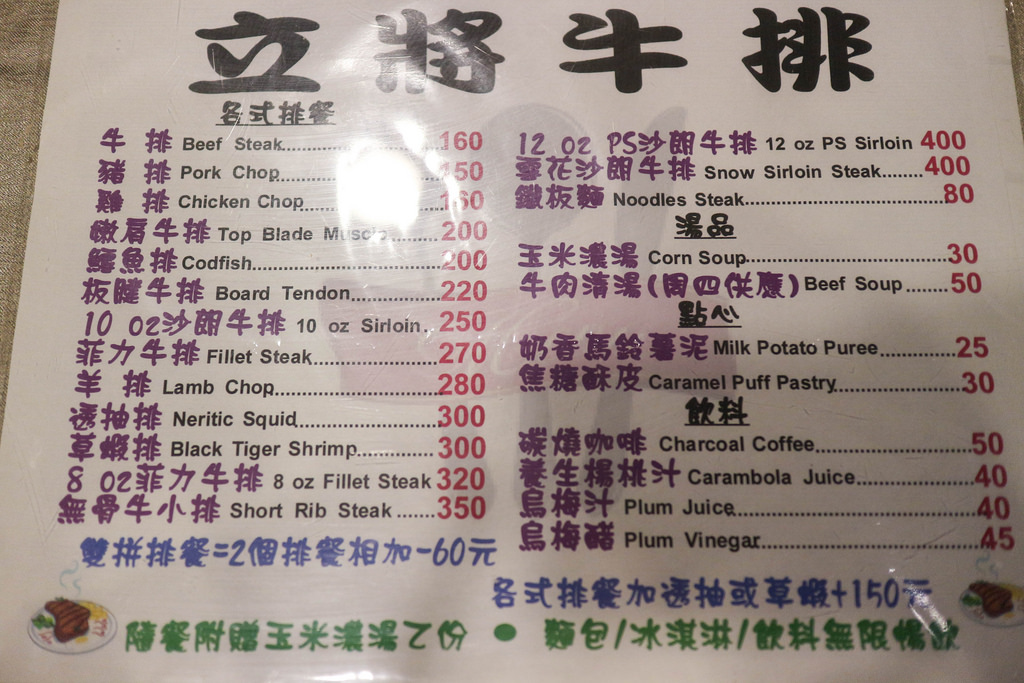 立將牛排
各式排餐
牛 排 Beef Steak 160
豬 排 Pork Chop 150
雞 排 Chicken Chop 160
嫩肩牛排 Top Blade Muscle 200
鱈魚排 Codfish 200
板腱牛排 Board Tendon 220
10 oz沙朗牛排 10 oz Sirloin 250
菲力牛排 Fillet Steak 270
羊 排 Lamb Chop 280
透抽排 Neritic Squid 300
草蝦排 Black Tiger Shrimp 300
8 oz菲力牛排 8 oz Fillet Steak 320
無骨牛小排 Short Rib Steak 350
雙拼排餐=2個排餐相加-60元
12 oz PS沙朗牛排 12 oz PS Sirloin 400
雪花沙朗牛排 Snow Sirloin Steak 400
鐵板麵 Noodles Steak 80
湯品
玉米濃湯 Corn Soup 30
牛肉清湯(周四供應) Beef Soup 50
點心
奶香馬鈴薯泥 Milk Potato Puree 25
焦糖酥皮 Caramel Puff Pastry 30
飲料
碳燒咖啡 Charcoal Coffee 50
養生楊桃汁 Carambola Juice 40
烏梅汁 Plum Juice 40
烏梅醋 Plum Vinegar 45
各式排餐加透抽或草蝦+150元
隨餐附贈玉米濃湯乙份 ● 麵包/冰淇淋/飲料無限暢飲